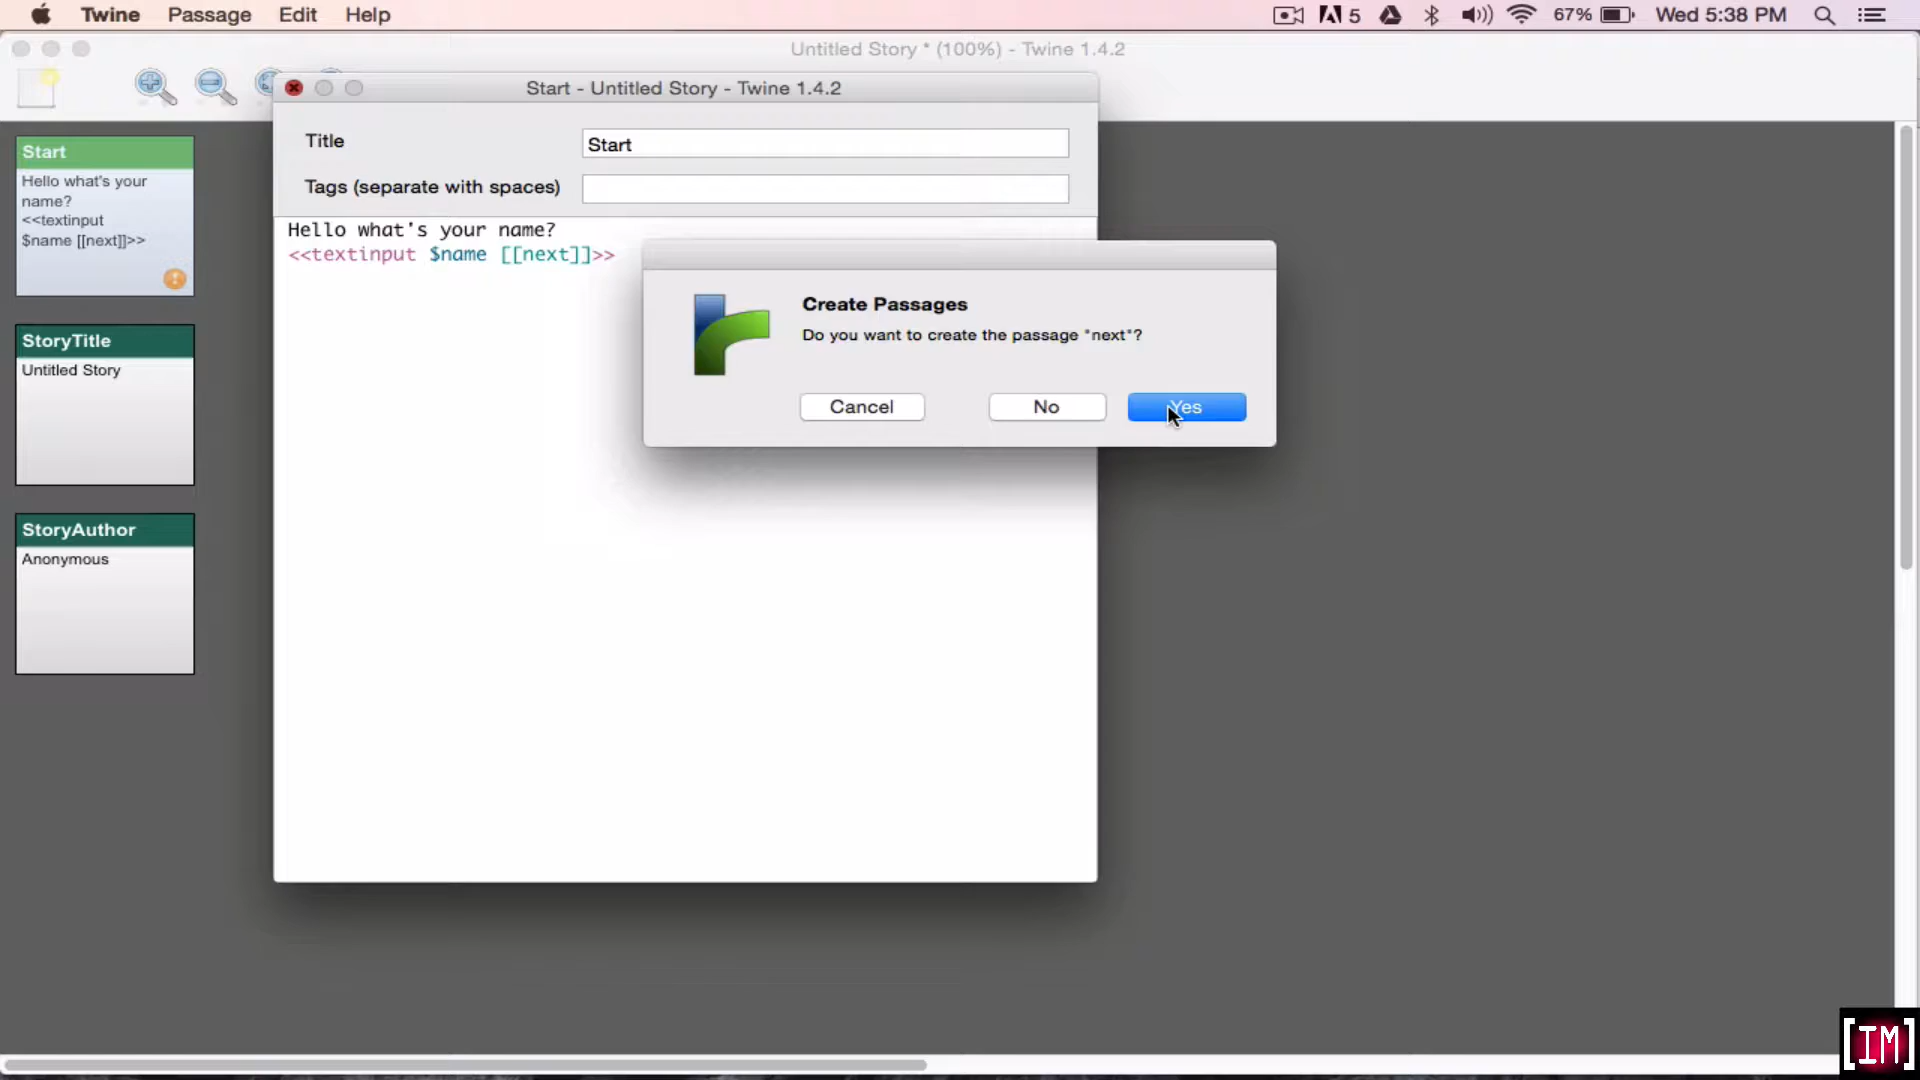 Twine Passage Edit Help 5 67% Wed 5:38 PM
Untitled Story * (100%) - Twine 1.4.2
Start - Untitled Story - Twine 1.4.2
Title Start
Tags (separate with spaces)
Hello what's your name?
<<textinput $name [[next]]>>
Create Passages
Do you want to create the passage "next"?
Cancel No Yes
Start
Hello what's your
name?
<<textinput
$name [[next]]>>
StoryTitle
Untitled Story
StoryAuthor
Anonymous
[IM]